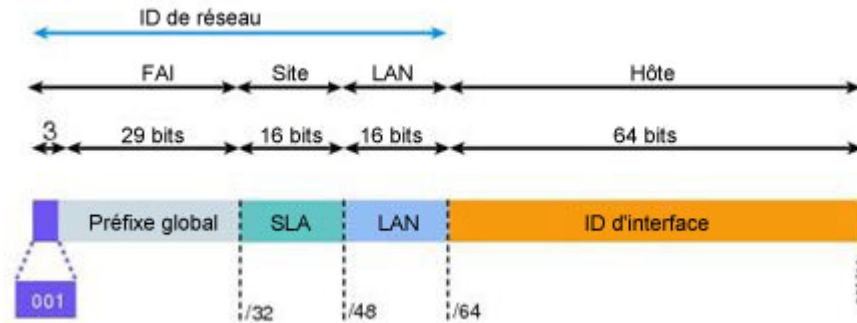 ID de réseau
FAI Site LAN Hôte
3 29 bits 16 bits 16 bits 64 bits
Préfixe global SLA LAN ID d'interface
001 /32 /48 /64